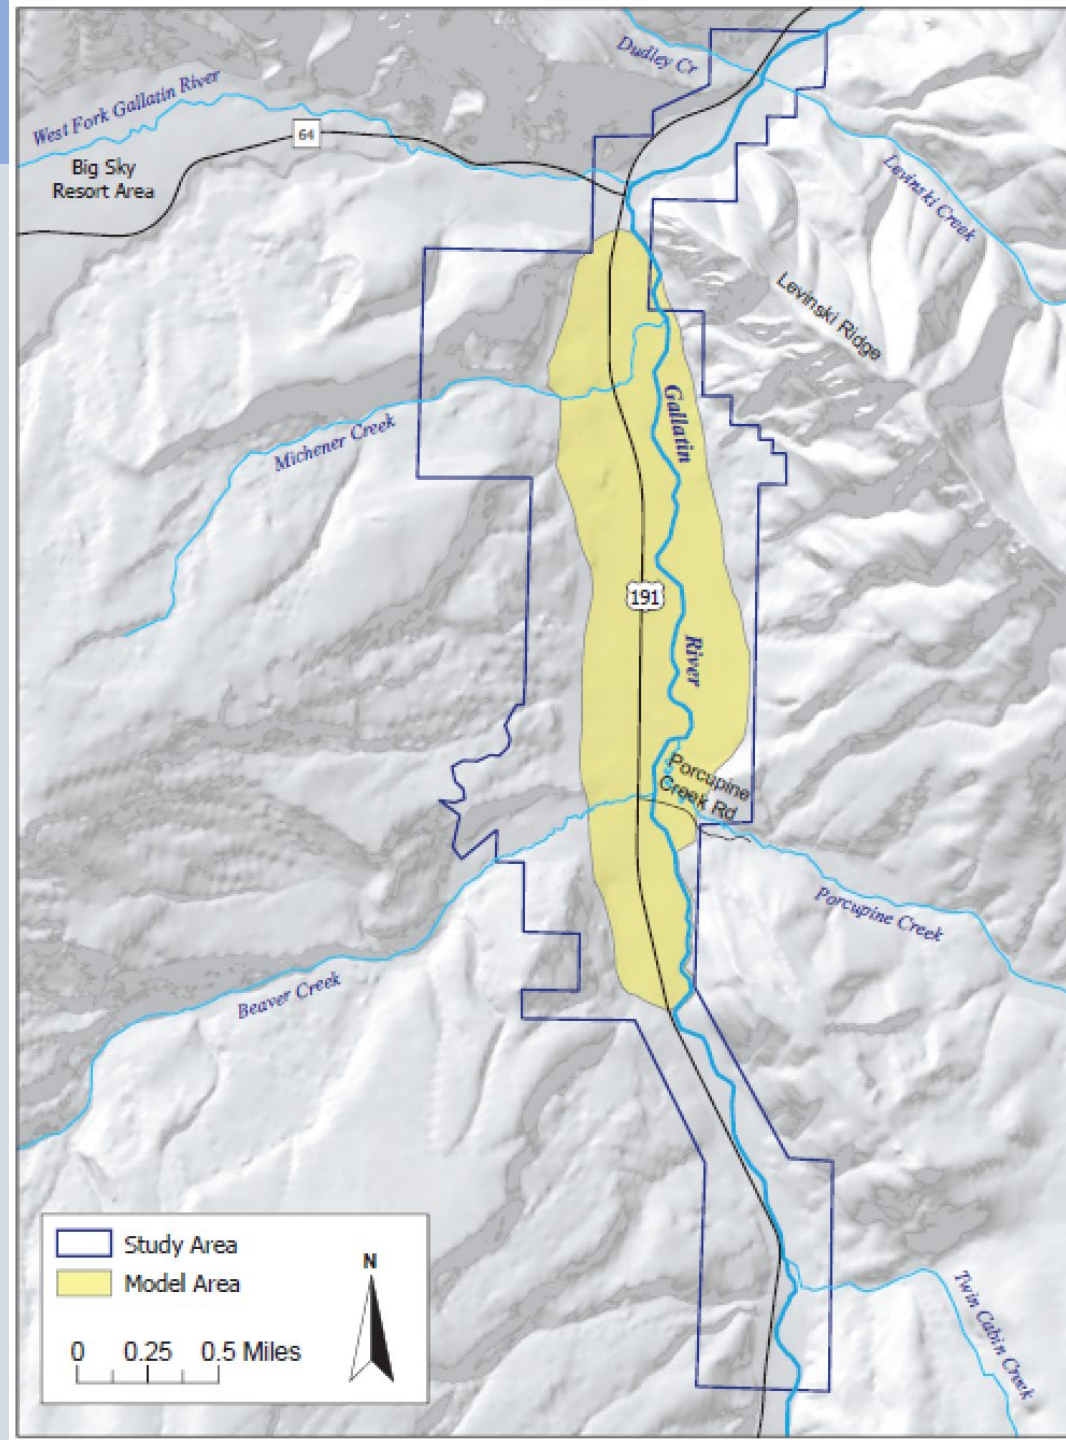 Dudley Cr
West Fork Gallatin River
64
Big Sky
Resort Area
Levinski Creek
Levinski Ridge
Gallatin
Michener Creek
191
River
Porcupine
Creek Rd
Porcupine Creek
Beaver Creek
Study Area
Model Area
N
0 0.25 0.5 Miles
Twin Cabin Creek